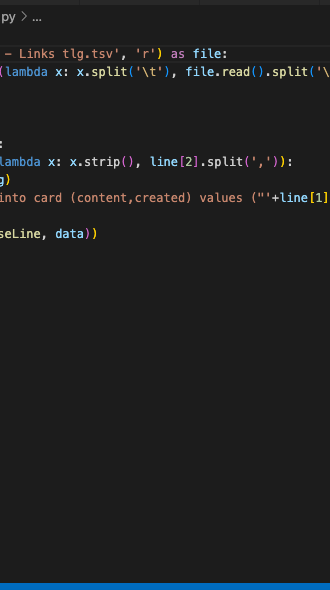 py > ...
- Links tlg.tsv', 'r') as file:
(lambda x: x.split('\t'), file.read().split('\
:
lambda x: x.strip(), line[2].split(',')):
g)
into card (content,created) values ("'+line[1]
seLine, data))